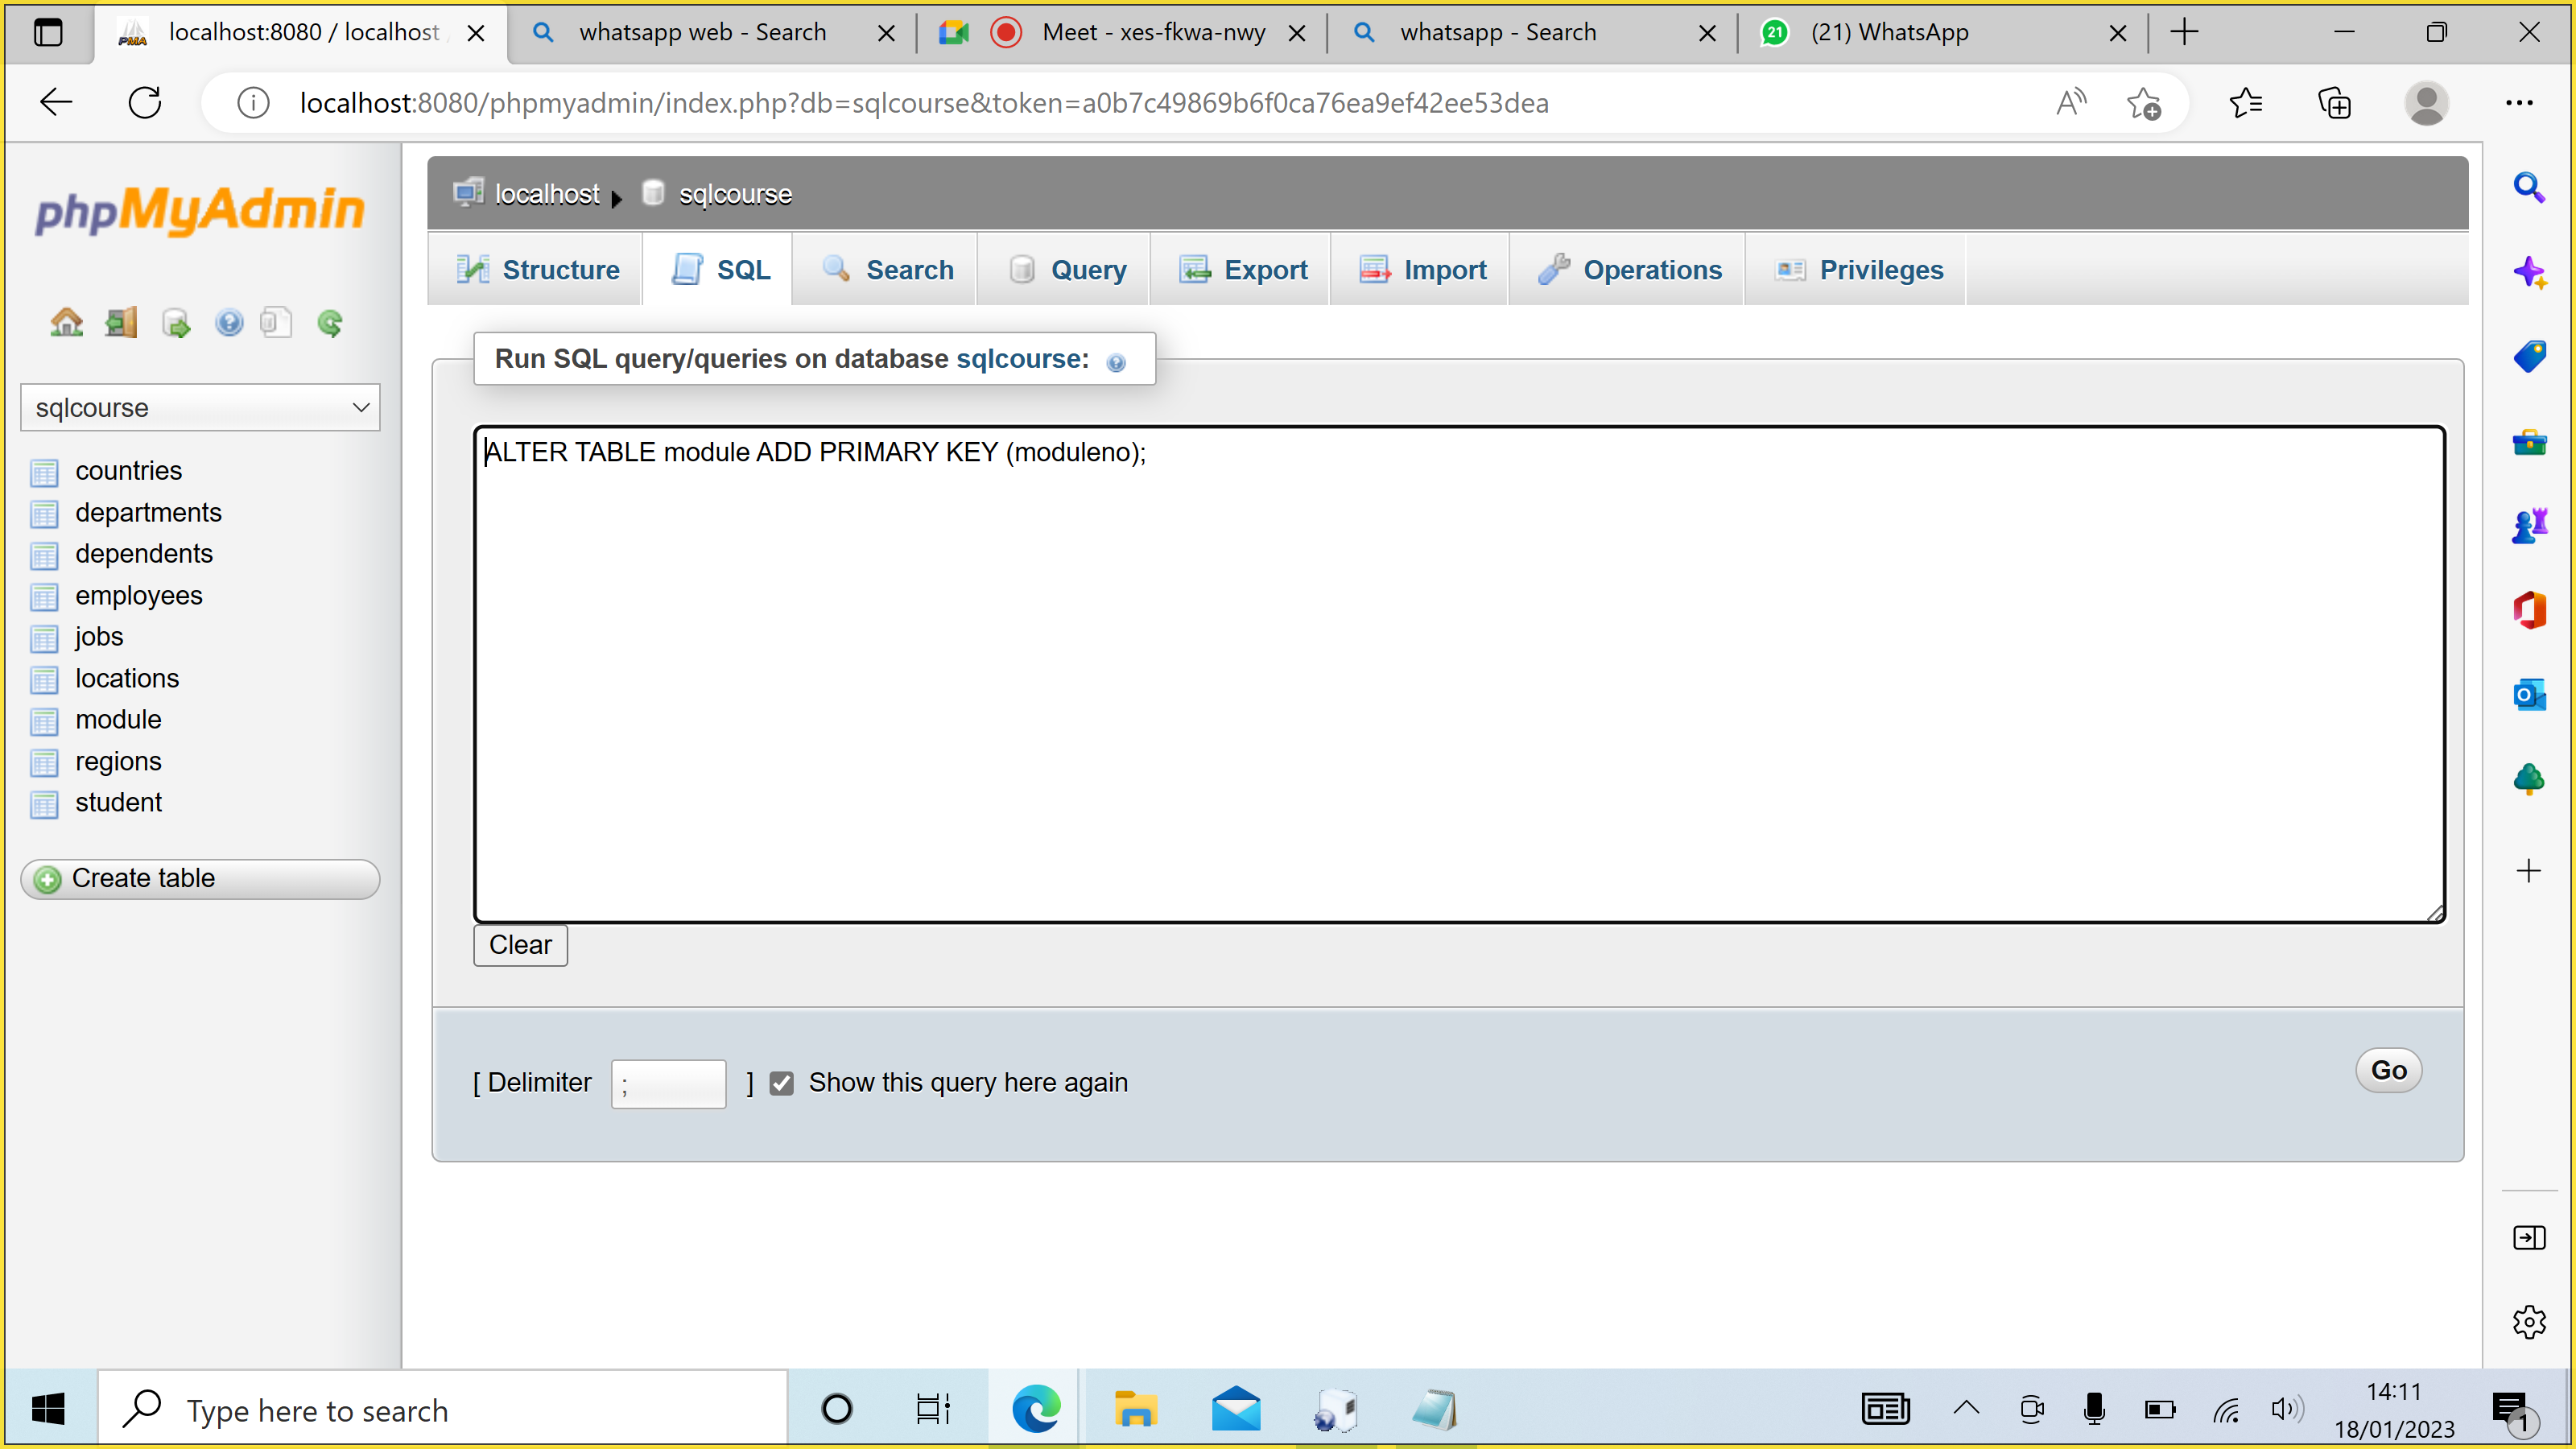 localhost:8080 / localhost
whatsapp web - Search
Meet - xes-fkwa-nwy
whatsapp - Search
21
(21) WhatsApp
localhost:8080/phpmyadmin/index.php?db=sqlcourse&token=a0b7c49869b6f0ca76ea9ef42ee53dea
phpMyAdmin
localhost
sqlcourse
Structure
SQL
Search
Query
Export
Import
Operations
Privileges
Run SQL query/queries on database sqlcourse:
sqlcourse
countries
departments
dependents
employees
jobs
locations
module
regions
student
Create table
ALTER TABLE module ADD PRIMARY KEY (moduleno);
Clear
[ Delimiter ; ] Show this query here again
Go
Type here to search
14:11
18/01/2023
1